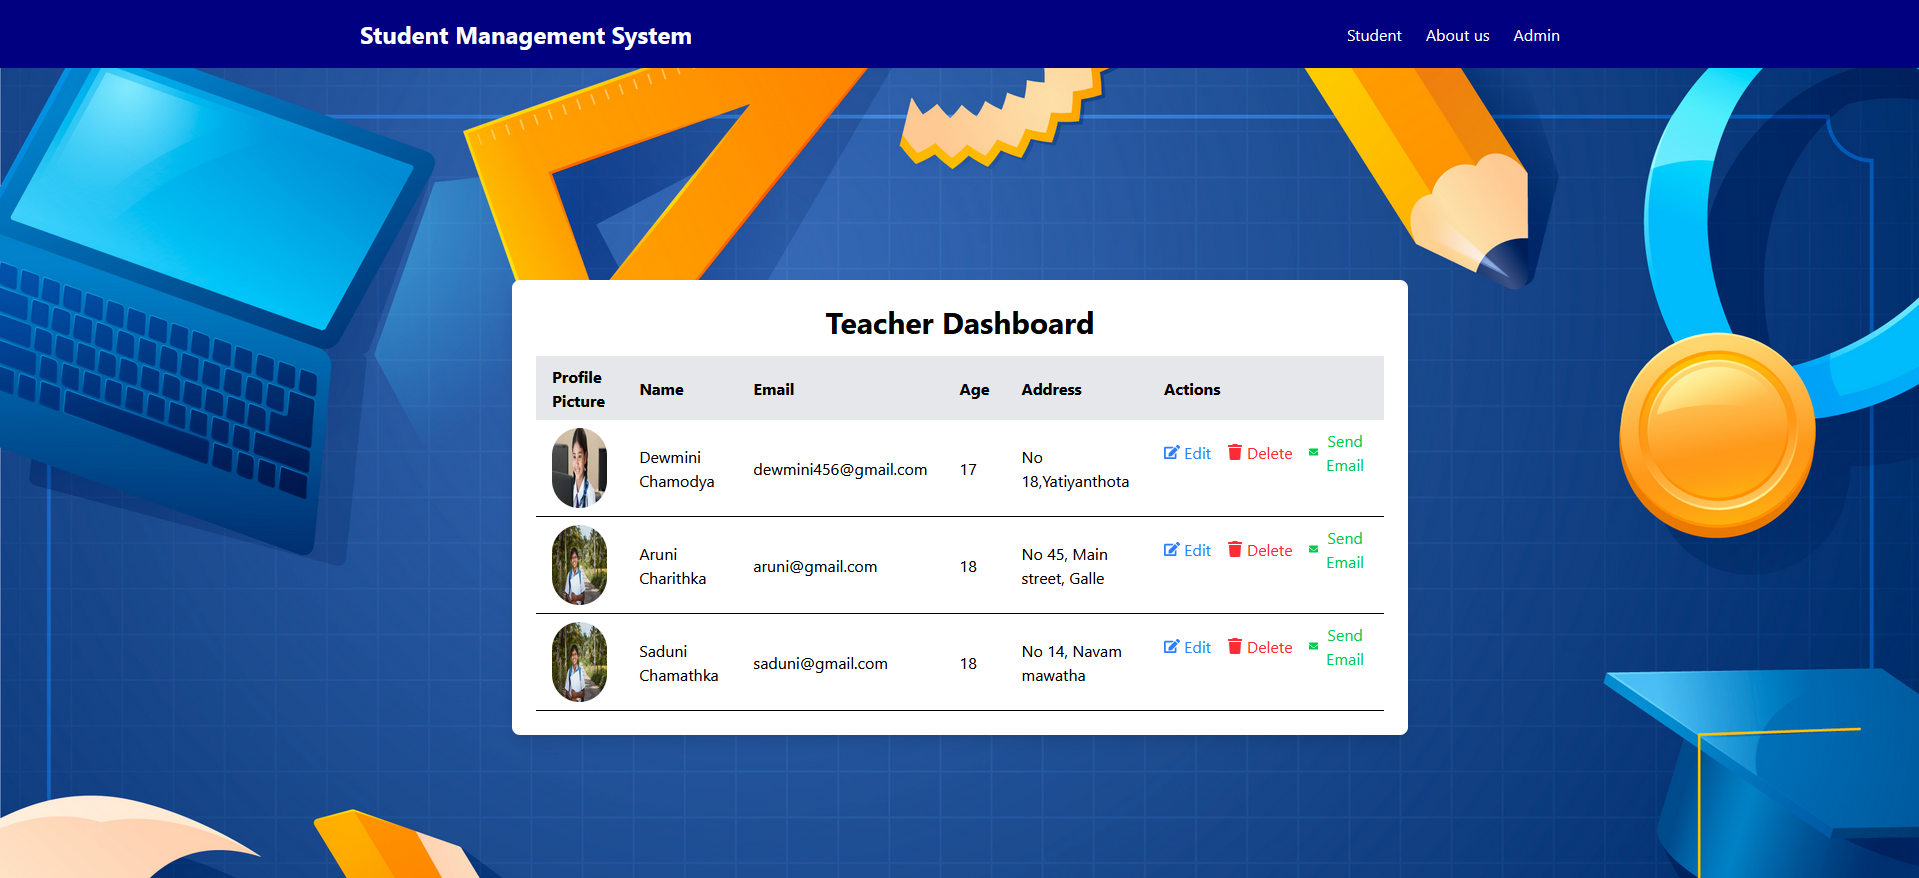 Student Management System
Student About us Admin
Teacher Dashboard
Profile Picture Name Email Age Address Actions
Dewmini Chamodya dewmini456@gmail.com 17 No 18,Yatiyanthota Edit Delete Send Email
Aruni Charithka aruni@gmail.com 18 No 45, Main street, Galle Edit Delete Send Email
Saduni Chamathka saduni@gmail.com 18 No 14, Navam mawatha Edit Delete Send Email